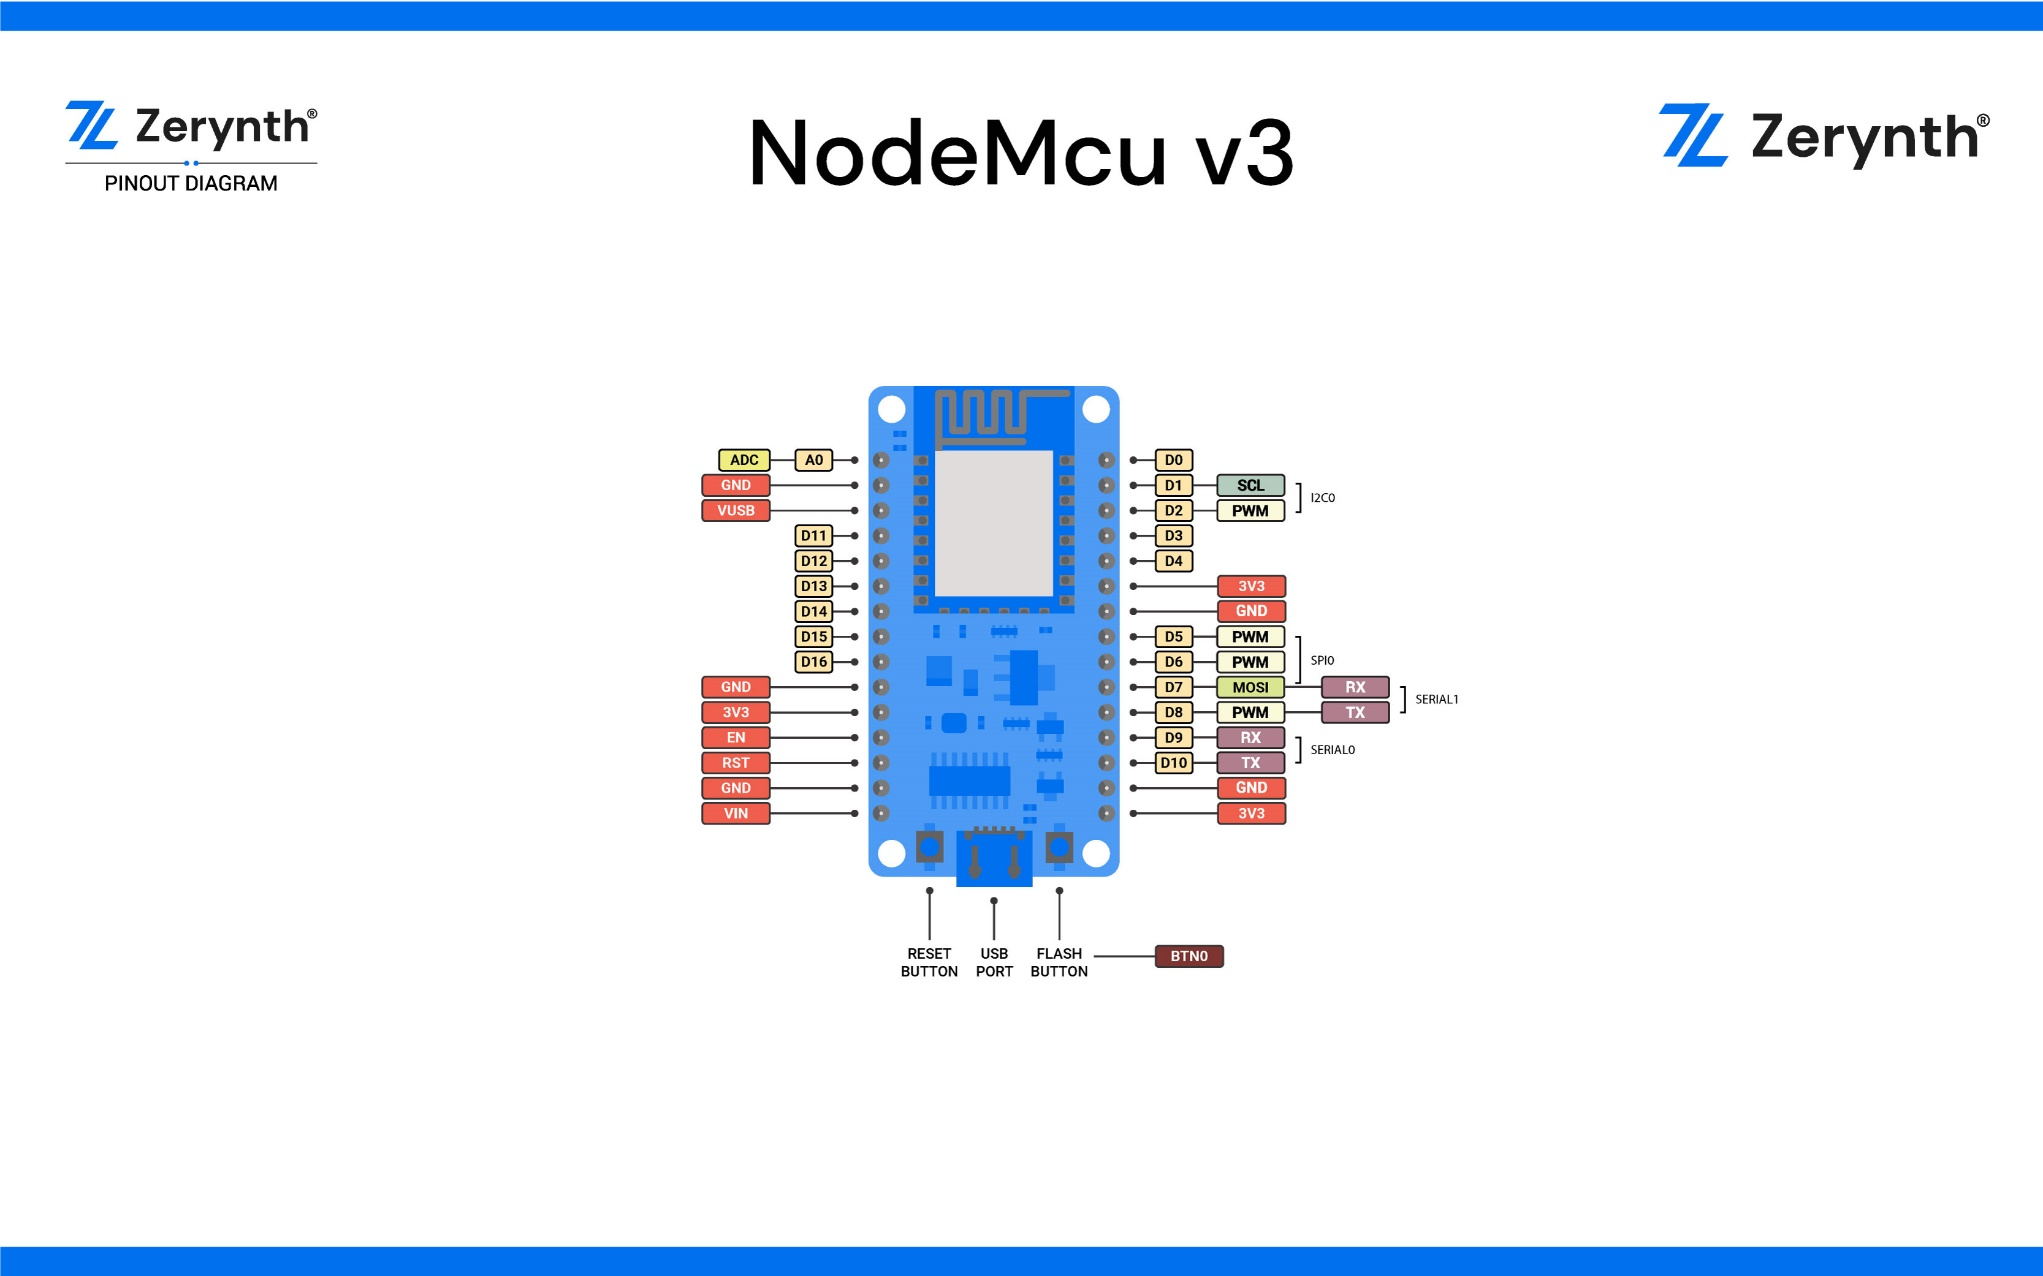 Zerynth®
PINOUT DIAGRAM
NodeMcu v3
Zerynth®
ADC A0
GND
VUSB
D11
D12
D13
D14
D15
D16
GND
3V3
EN
RST
GND
VIN
D0
D1 SCL
D2 PWM
I2C0
D3
D4
3V3
GND
D5 PWM
D6 PWM
SPI0
D7 MOSI RX
D8 PWM TX
SERIAL1
D9 RX
D10 TX
SERIAL0
GND
3V3
RESET
BUTTON
USB
PORT
FLASH
BUTTON
BTN0